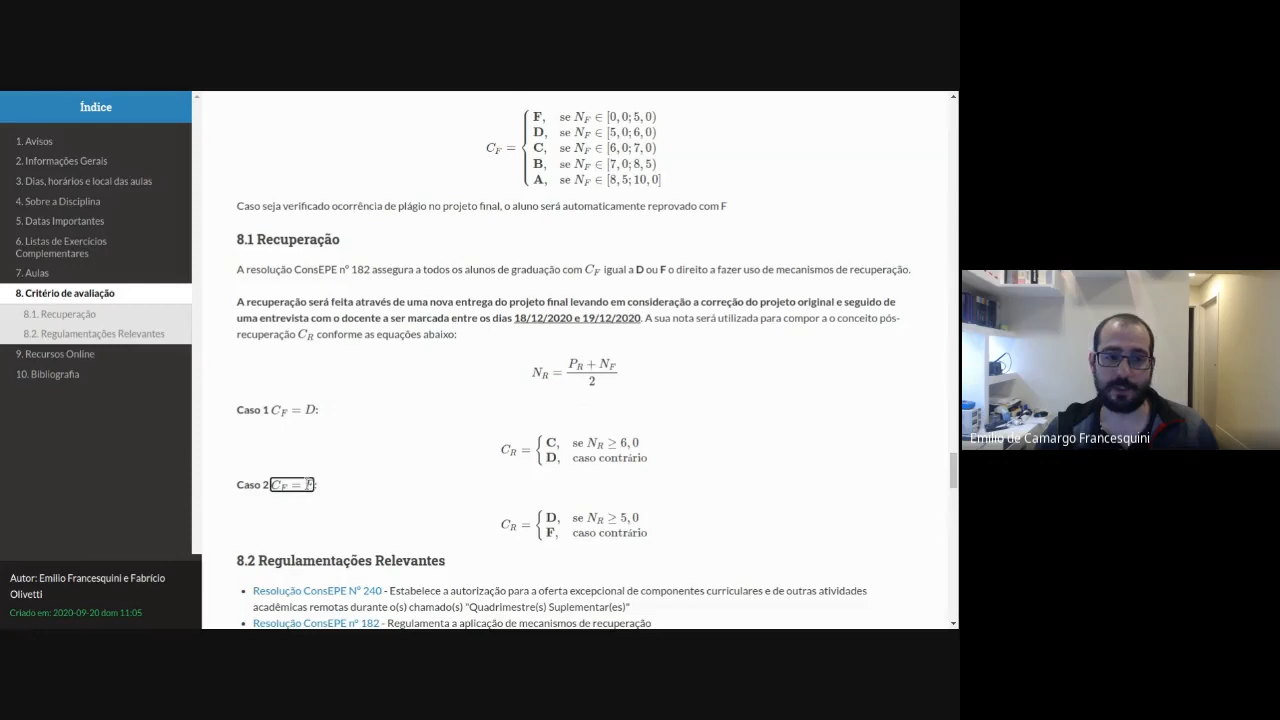 Índice
1. Avisos
2. Informações Gerais
3. Dias, horários e local das aulas
4. Sobre a Disciplina
5. Datas Importantes
6. Listas de Exercícios
Complementares
7. Aulas
8. Critério de avaliação
8.1. Recuperação
8.2. Regulamentações Relevantes
9. Recursos Online
10. Bibliografia
Autor: Emilio Francesquini e Fabrício
Olivetti
Criado em: 2020-09-20 dom 11:05
F, se N_F ∈ [0,0;5,0)
D, se N_F ∈ [5,0;6,0)
C_F = { C, se N_F ∈ [6,0;7,0)
B, se N_F ∈ [7,0;8,5)
A, se N_F ∈ [8,5;10,0]
Caso seja verificado ocorrência de plágio no projeto final, o aluno será automaticamente reprovado com F
8.1 Recuperação
A resolução ConsEPE nº 182 assegura a todos os alunos de graduação com C_F igual a D ou F o direito a fazer uso de mecanismos de recuperação.
A recuperação será feita através de uma nova entrega do projeto final levando em consideração a correção do projeto original e seguido de
uma entrevista com o docente a ser marcada entre os dias 18/12/2020 e 19/12/2020. A sua nota será utilizada para compor a o conceito pós-
recuperação C_R conforme as equações abaixo:
N_R = (P_R + N_F) / 2
Caso 1 C_F = D:
C_R = { C, se N_R ≥ 6,0
D, caso contrário
Caso 2 C_F = F:
C_R = { D, se N_R ≥ 5,0
F, caso contrário
8.2 Regulamentações Relevantes
• Resolução ConsEPE Nº 240 - Estabelece a autorização para a oferta excepcional de componentes curriculares e de outras atividades
acadêmicas remotas durante o(s) chamado(s) "Quadrimestre(s) Suplementar(es)"
• Resolução ConsEPE nº 182 - Regulamenta a aplicação de mecanismos de recuperação
Emilio de Camargo Francesquini